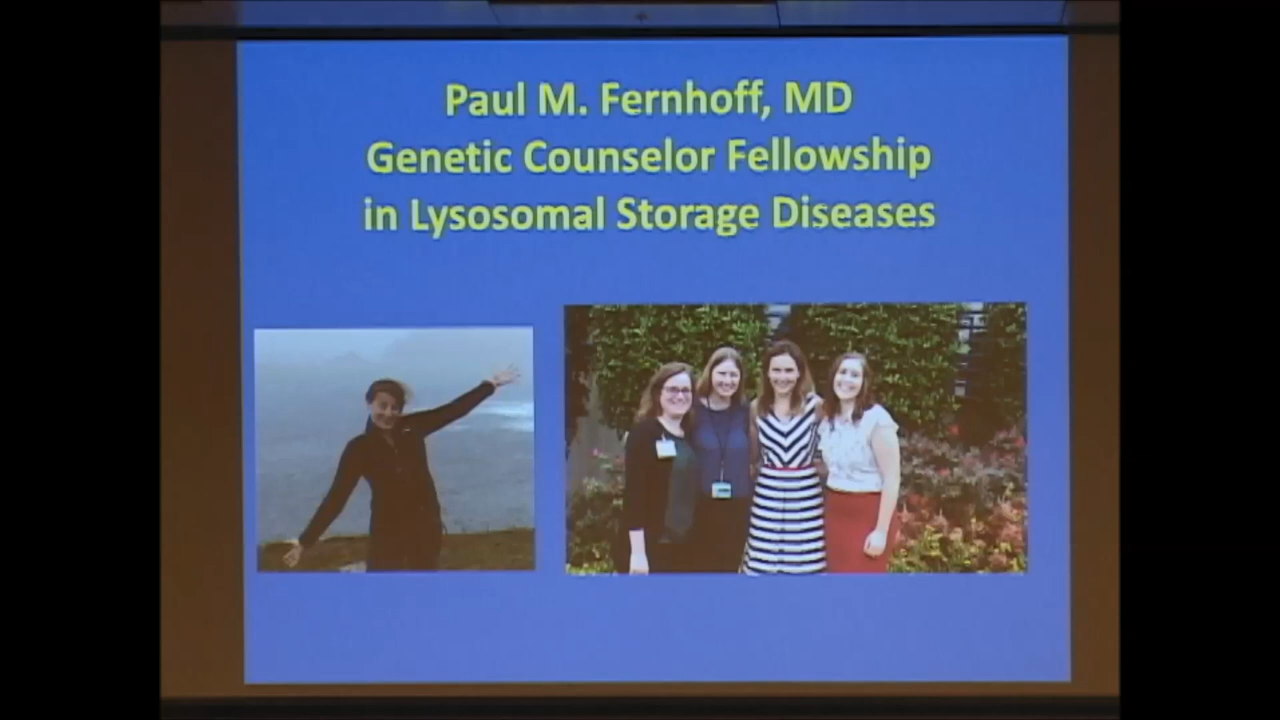 Paul M. Fernhoff, MD
Genetic Counselor Fellowship
in Lysosomal Storage Diseases